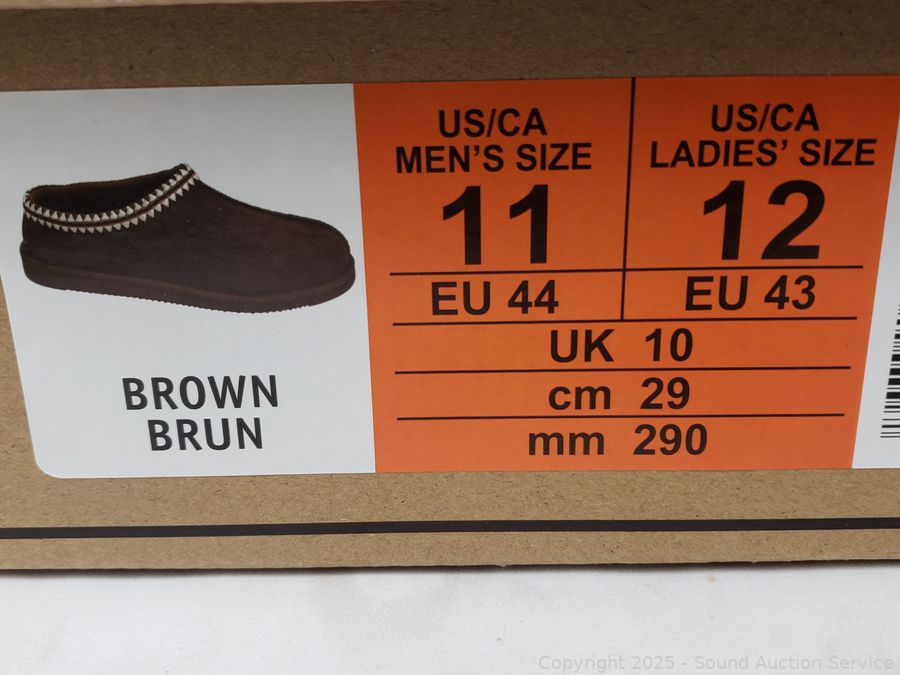 US/CA
MEN'S SIZE
11
EU 44
US/CA
LADIES' SIZE
12
EU 43
UK 10
cm 29
mm 290
BROWN
BRUN
Copyright 2025 - Sound Auction Service